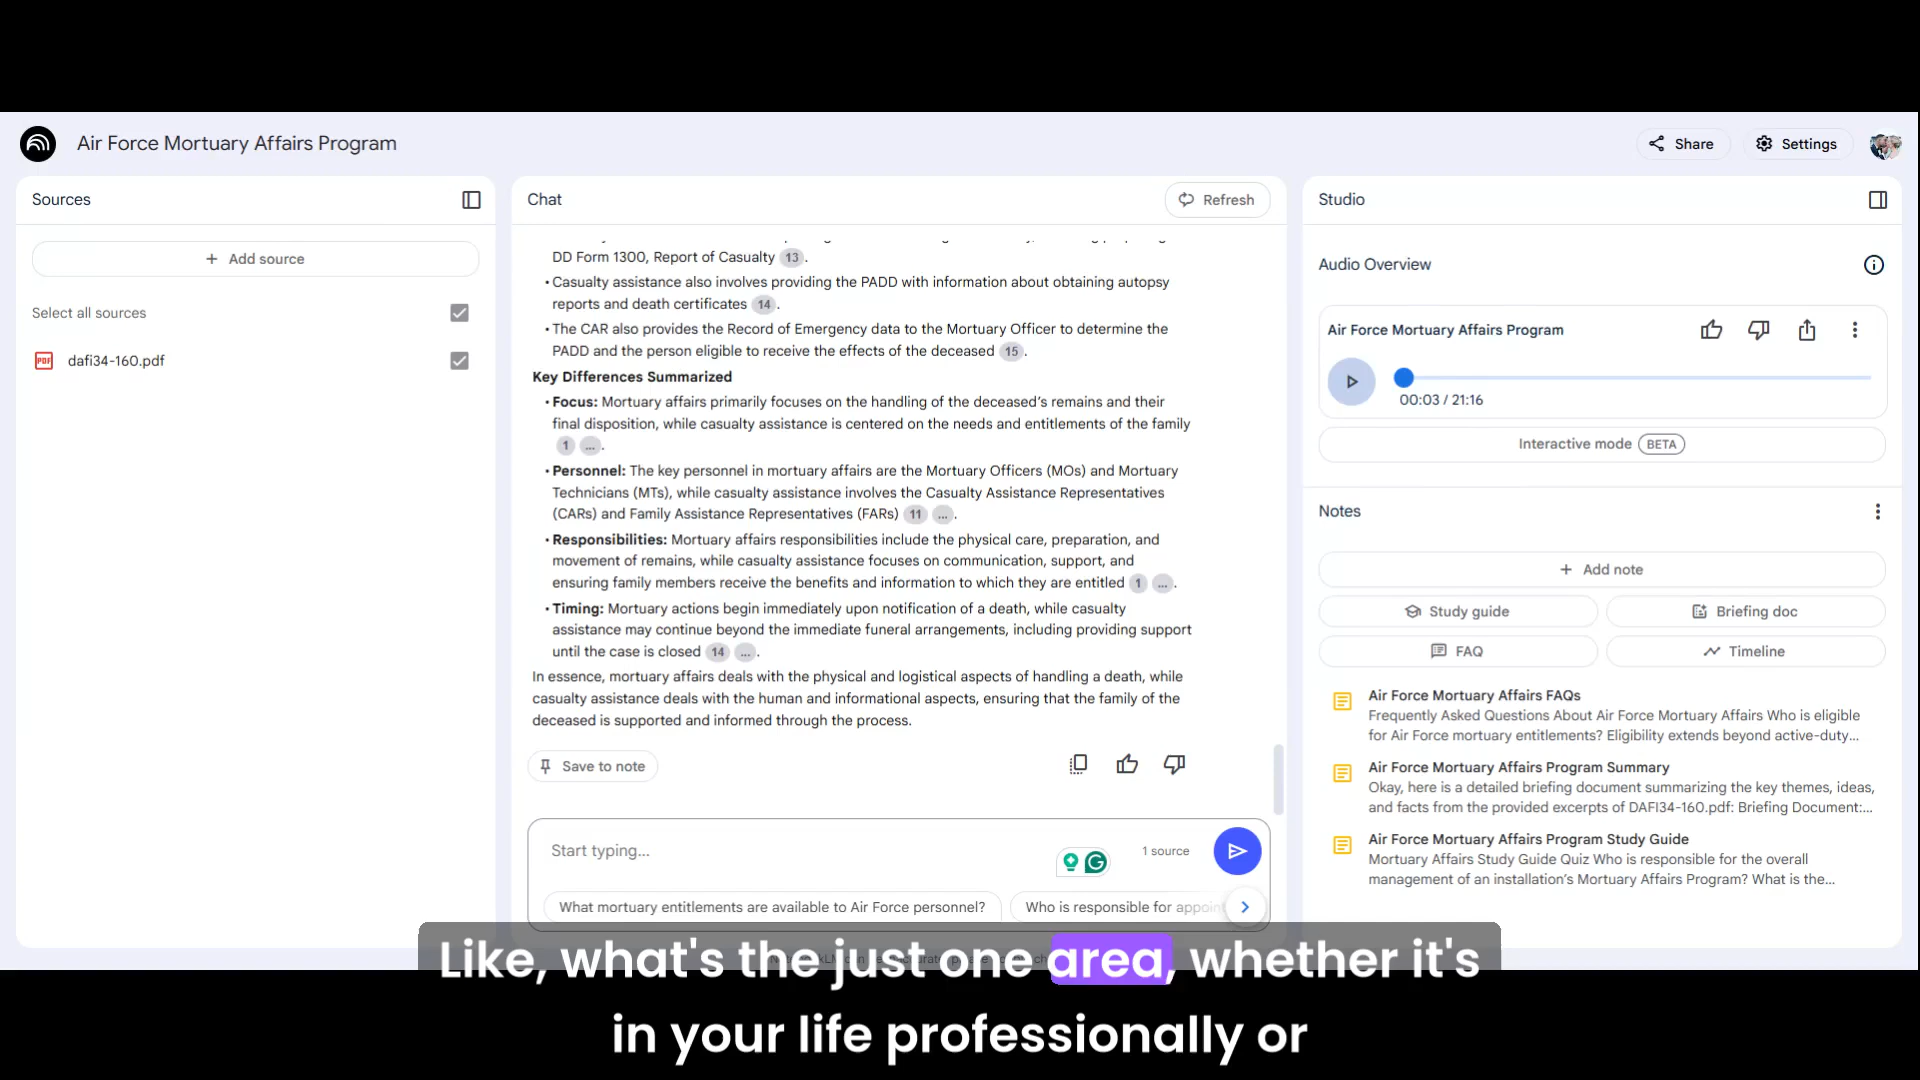 Air Force Mortuary Affairs Program
Share
Settings
Sources
Add source
Select all sources
PDF
dafi34-160.pdf
Chat
Refresh
DD Form 1300, Report of Casualty 13.
• Casualty assistance also involves providing the PADD with information about obtaining autopsy
reports and death certificates 14.
• The CAR also provides the Record of Emergency data to the Mortuary Officer to determine the
PADD and the person eligible to receive the effects of the deceased 15.
Key Differences Summarized
• Focus: Mortuary affairs primarily focuses on the handling of the deceased's remains and their
final disposition, while casualty assistance is centered on the needs and entitlements of the family
1 ... .
• Personnel: The key personnel in mortuary affairs are the Mortuary Officers (MOs) and Mortuary
Technicians (MTs), while casualty assistance involves the Casualty Assistance Representatives
(CARs) and Family Assistance Representatives (FARs) 11 ... .
• Responsibilities: Mortuary affairs responsibilities include the physical care, preparation, and
movement of remains, while casualty assistance focuses on communication, support, and
ensuring family members receive the benefits and information to which they are entitled 1 ... .
• Timing: Mortuary actions begin immediately upon notification of a death, while casualty
assistance may continue beyond the immediate funeral arrangements, including providing support
until the case is closed 14 ... .
In essence, mortuary affairs deals with the physical and logistical aspects of handling a death, while
casualty assistance deals with the human and informational aspects, ensuring that the family of the
deceased is supported and informed through the process.
Save to note
Start typing...
1 source
What mortuary entitlements are available to Air Force personnel?
Who is responsible for appoin
Studio
Audio Overview
Air Force Mortuary Affairs Program
00:03 / 21:16
Interactive mode BETA
Notes
Add note
Study guide
Briefing doc
FAQ
Timeline
Air Force Mortuary Affairs FAQs
Frequently Asked Questions About Air Force Mortuary Affairs Who is eligible
for Air Force mortuary entitlements? Eligibility extends beyond active-duty...
Air Force Mortuary Affairs Program Summary
Okay, here is a detailed briefing document summarizing the key themes, ideas,
and facts from the provided excerpts of DAFI34-160.pdf: Briefing Document:...
Air Force Mortuary Affairs Program Study Guide
Mortuary Affairs Study Guide Quiz Who is responsible for the overall
management of an installation's Mortuary Affairs Program? What is the...
Like, what's the just one area, whether it's
in your life professionally or